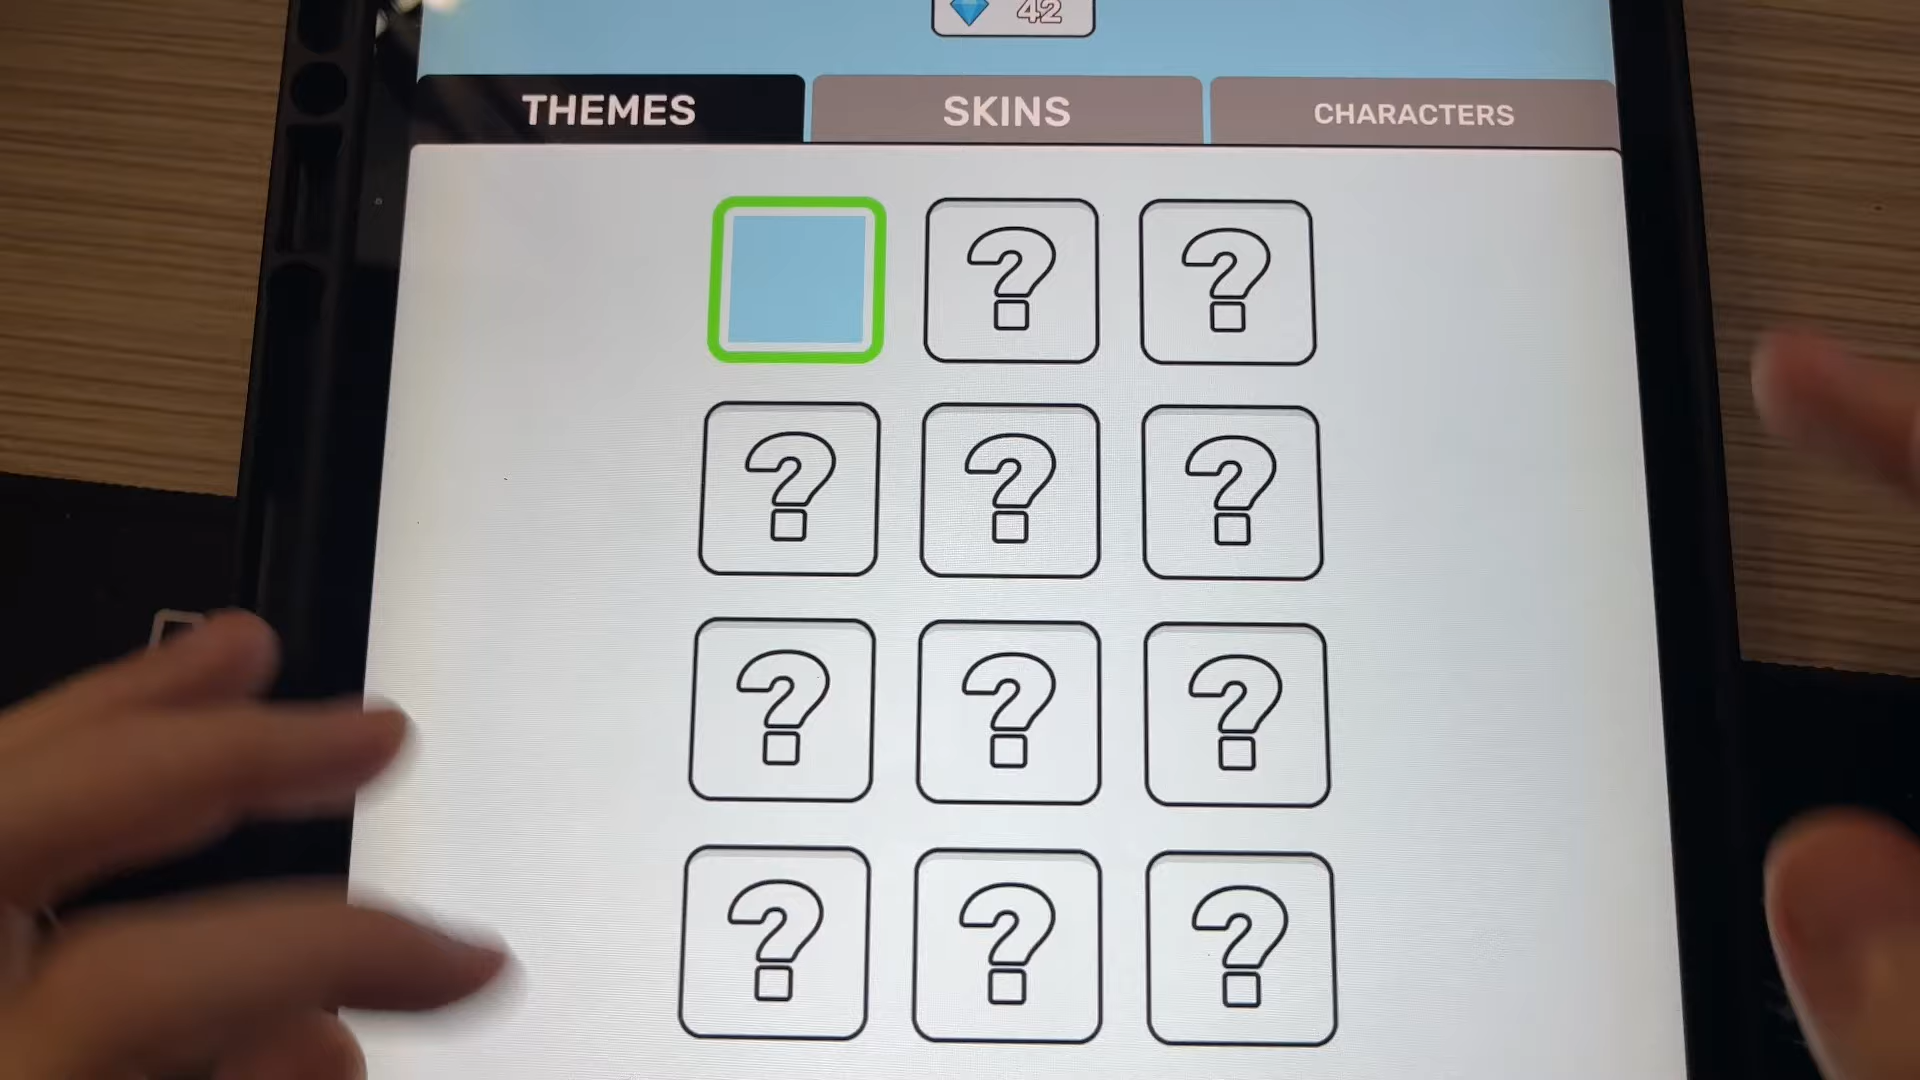 42
THEMES SKINS CHARACTERS
? ?
? ? ?
? ? ?
? ? ?